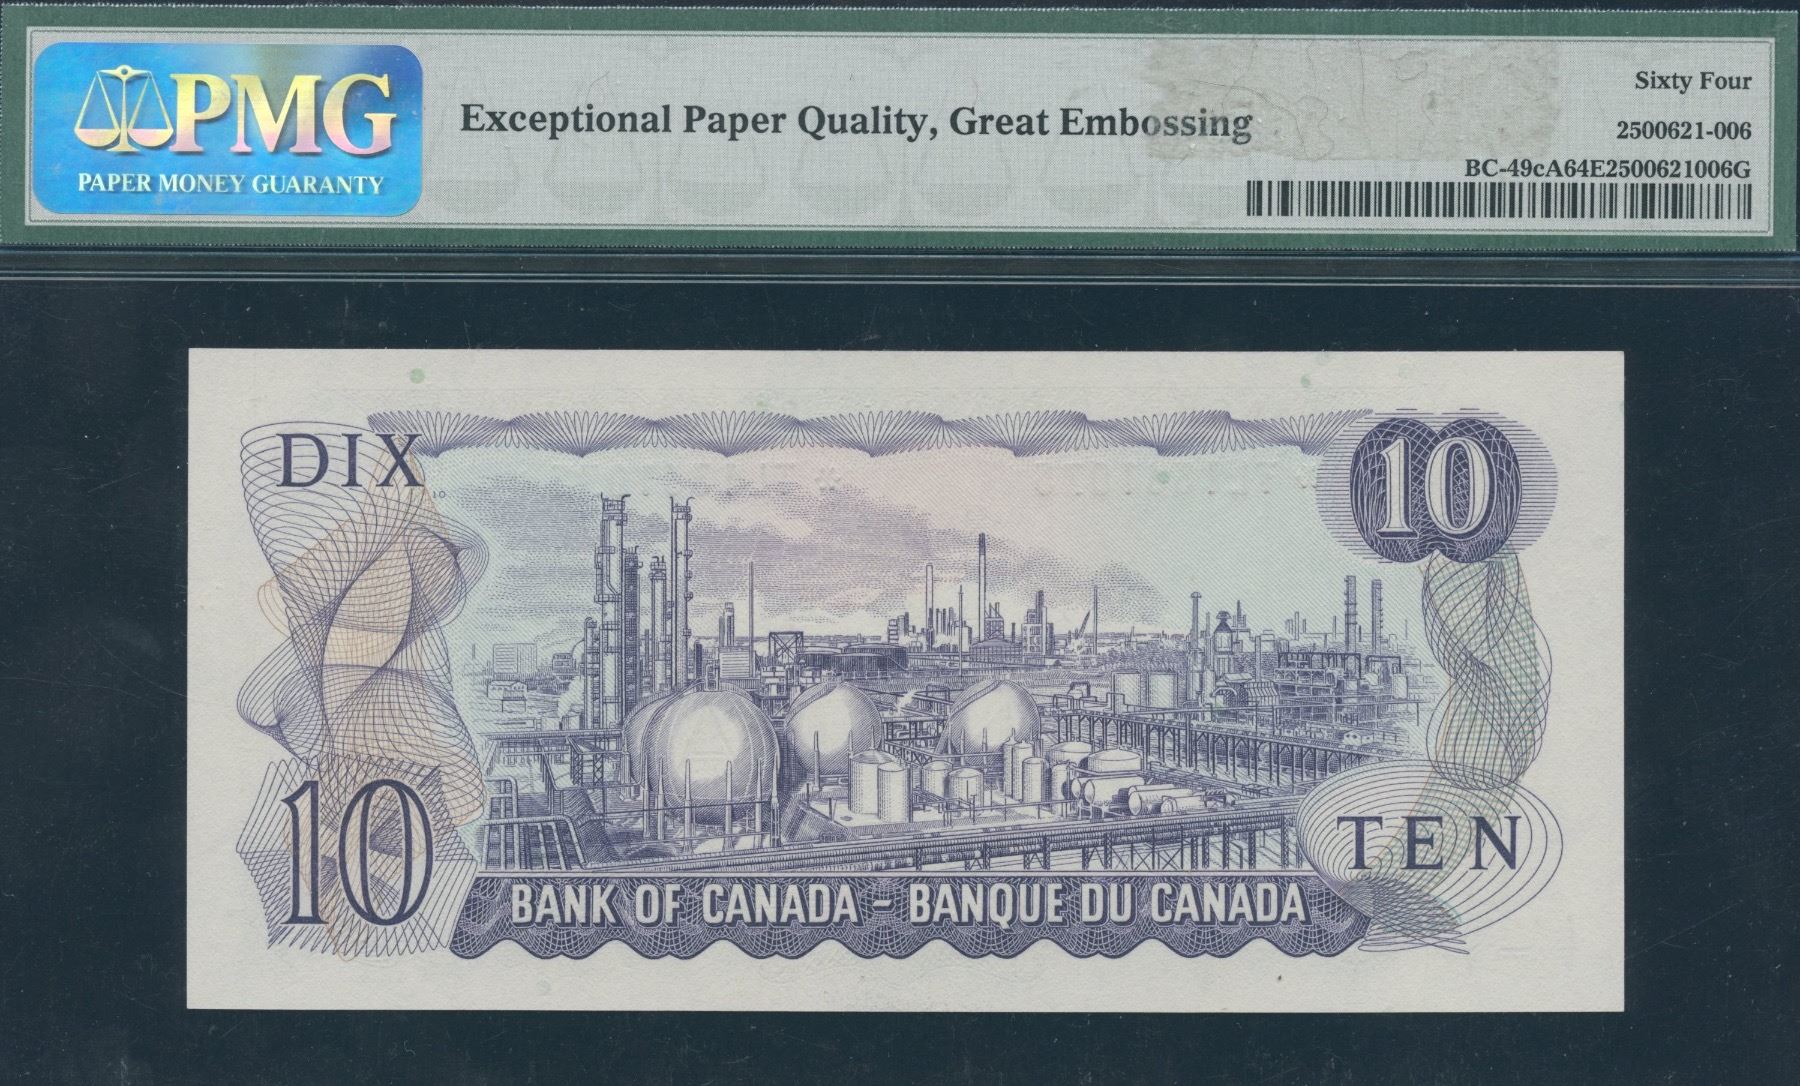 PMG
PAPER MONEY GUARANTY
Exceptional Paper Quality, Great Embossing
Sixty Four
2500621-006
BC-49cA64E2500621006G
DIX
10
10
10
TEN
BANK OF CANADA - BANQUE DU CANADA